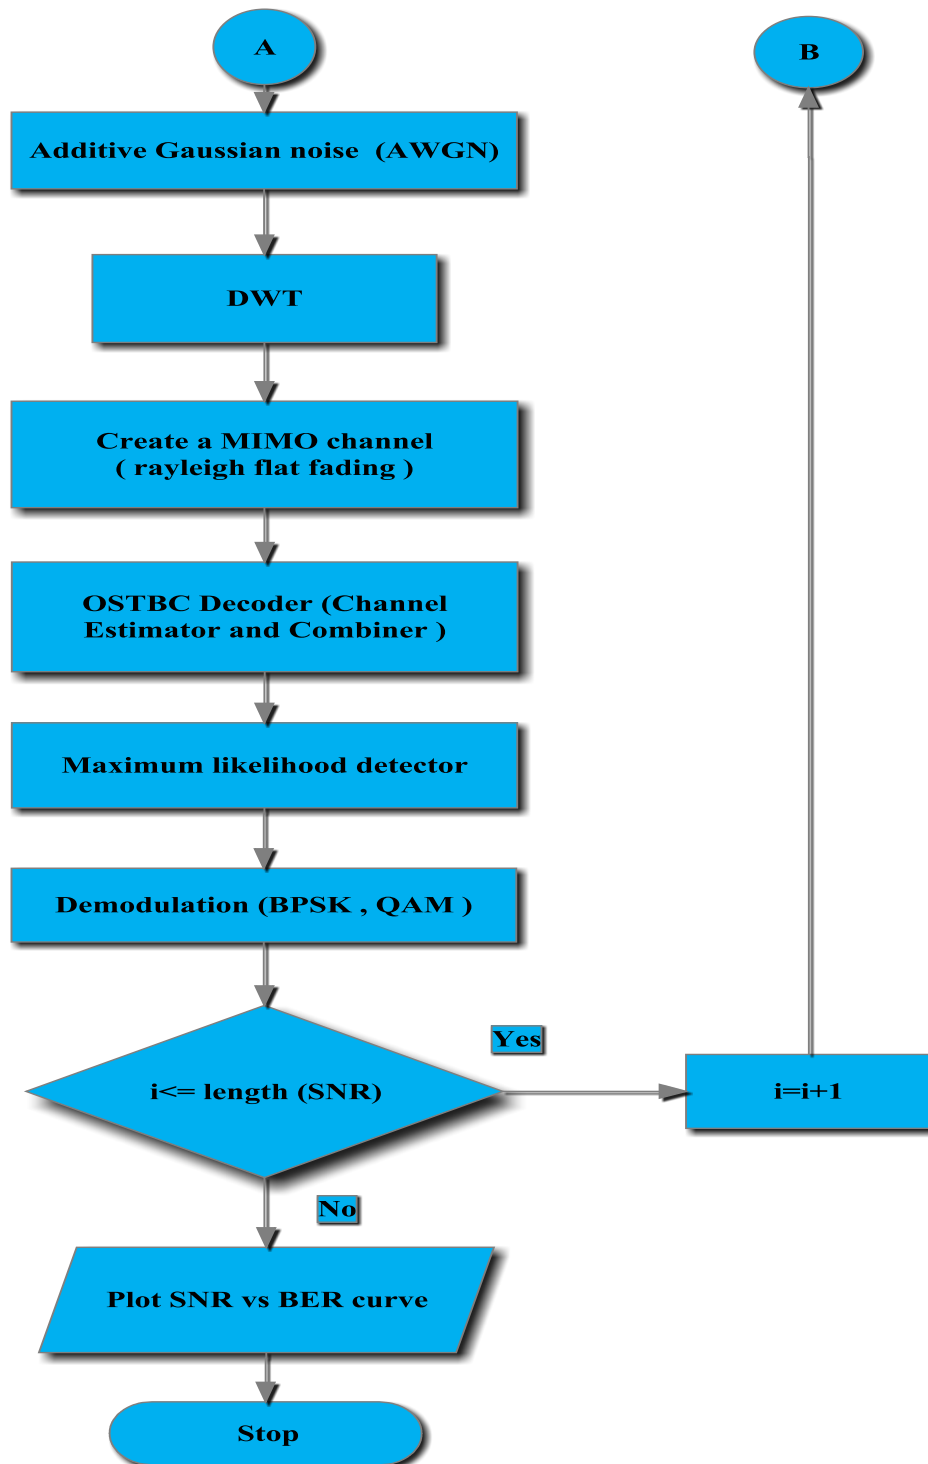 A
B
Additive Gaussian noise  (AWGN)
DWT
Create a MIMO channel
( rayleigh flat fading )
OSTBC Decoder (Channel
Estimator and Combiner )
Maximum likelihood detector
Demodulation (BPSK , QAM )
Yes
i<= length (SNR)
i=i+1
No
Plot SNR vs BER curve
Stop